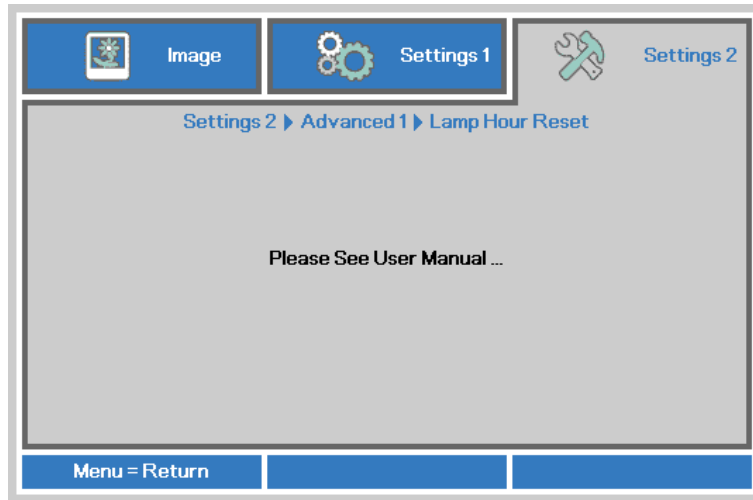 Image
Settings 1
Settings 2
Settings 2 ▶ Advanced 1 ▶ Lamp Hour Reset
Please See User Manual ...
Menu = Return